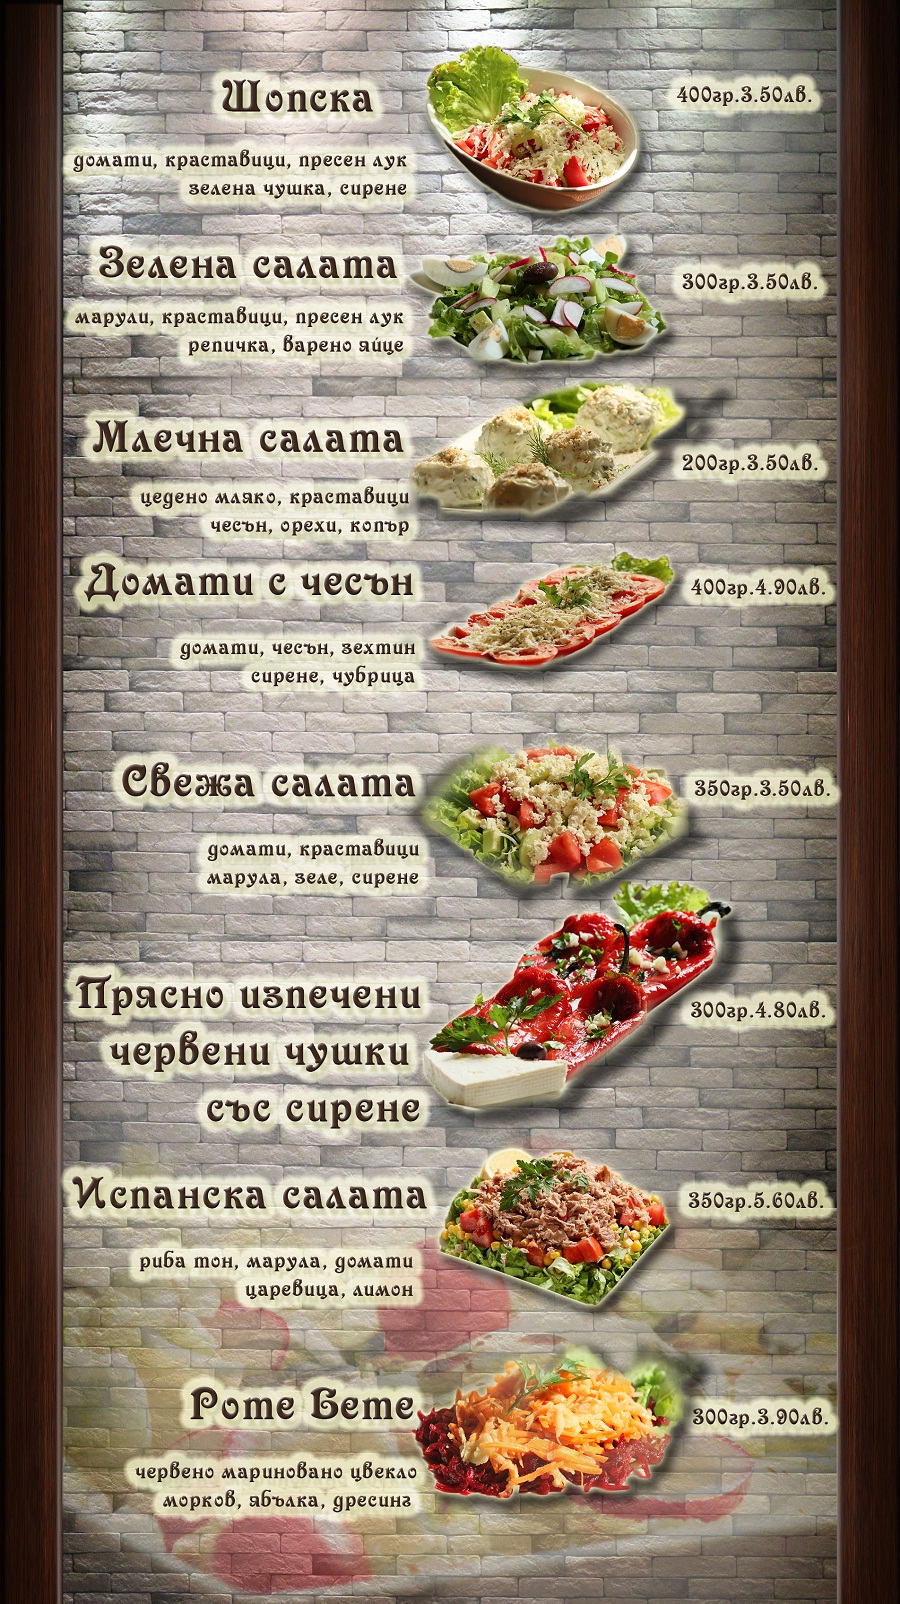 Шопска
400гр.3.50лв.
домати, краставици, пресен лук
зелена чушка, сирене
Зелена салата
300гр.3.50лв.
марули, краставици, пресен лук
репичка, варено яйце
Млечна салата
200гр.3.50лв.
цедено мляко, краставици
чесън, орехи, копър
Домати с чесън
400гр.4.90лв.
домати, чесън, зехтин
сирене, чубрица
Свежа салата
350гр.3.50лв.
домати, краставици
марула, зеле, сирене
Прясно изпечени
червени чушки
със сирене
300гр.4.80лв.
Испанска салата
350гр.5.60лв.
риба тон, марула, домати
царевица, лимон
Роте Бете
300гр.3.90лв.
червено мариновано цвекло
морков, ябълка, дресинг